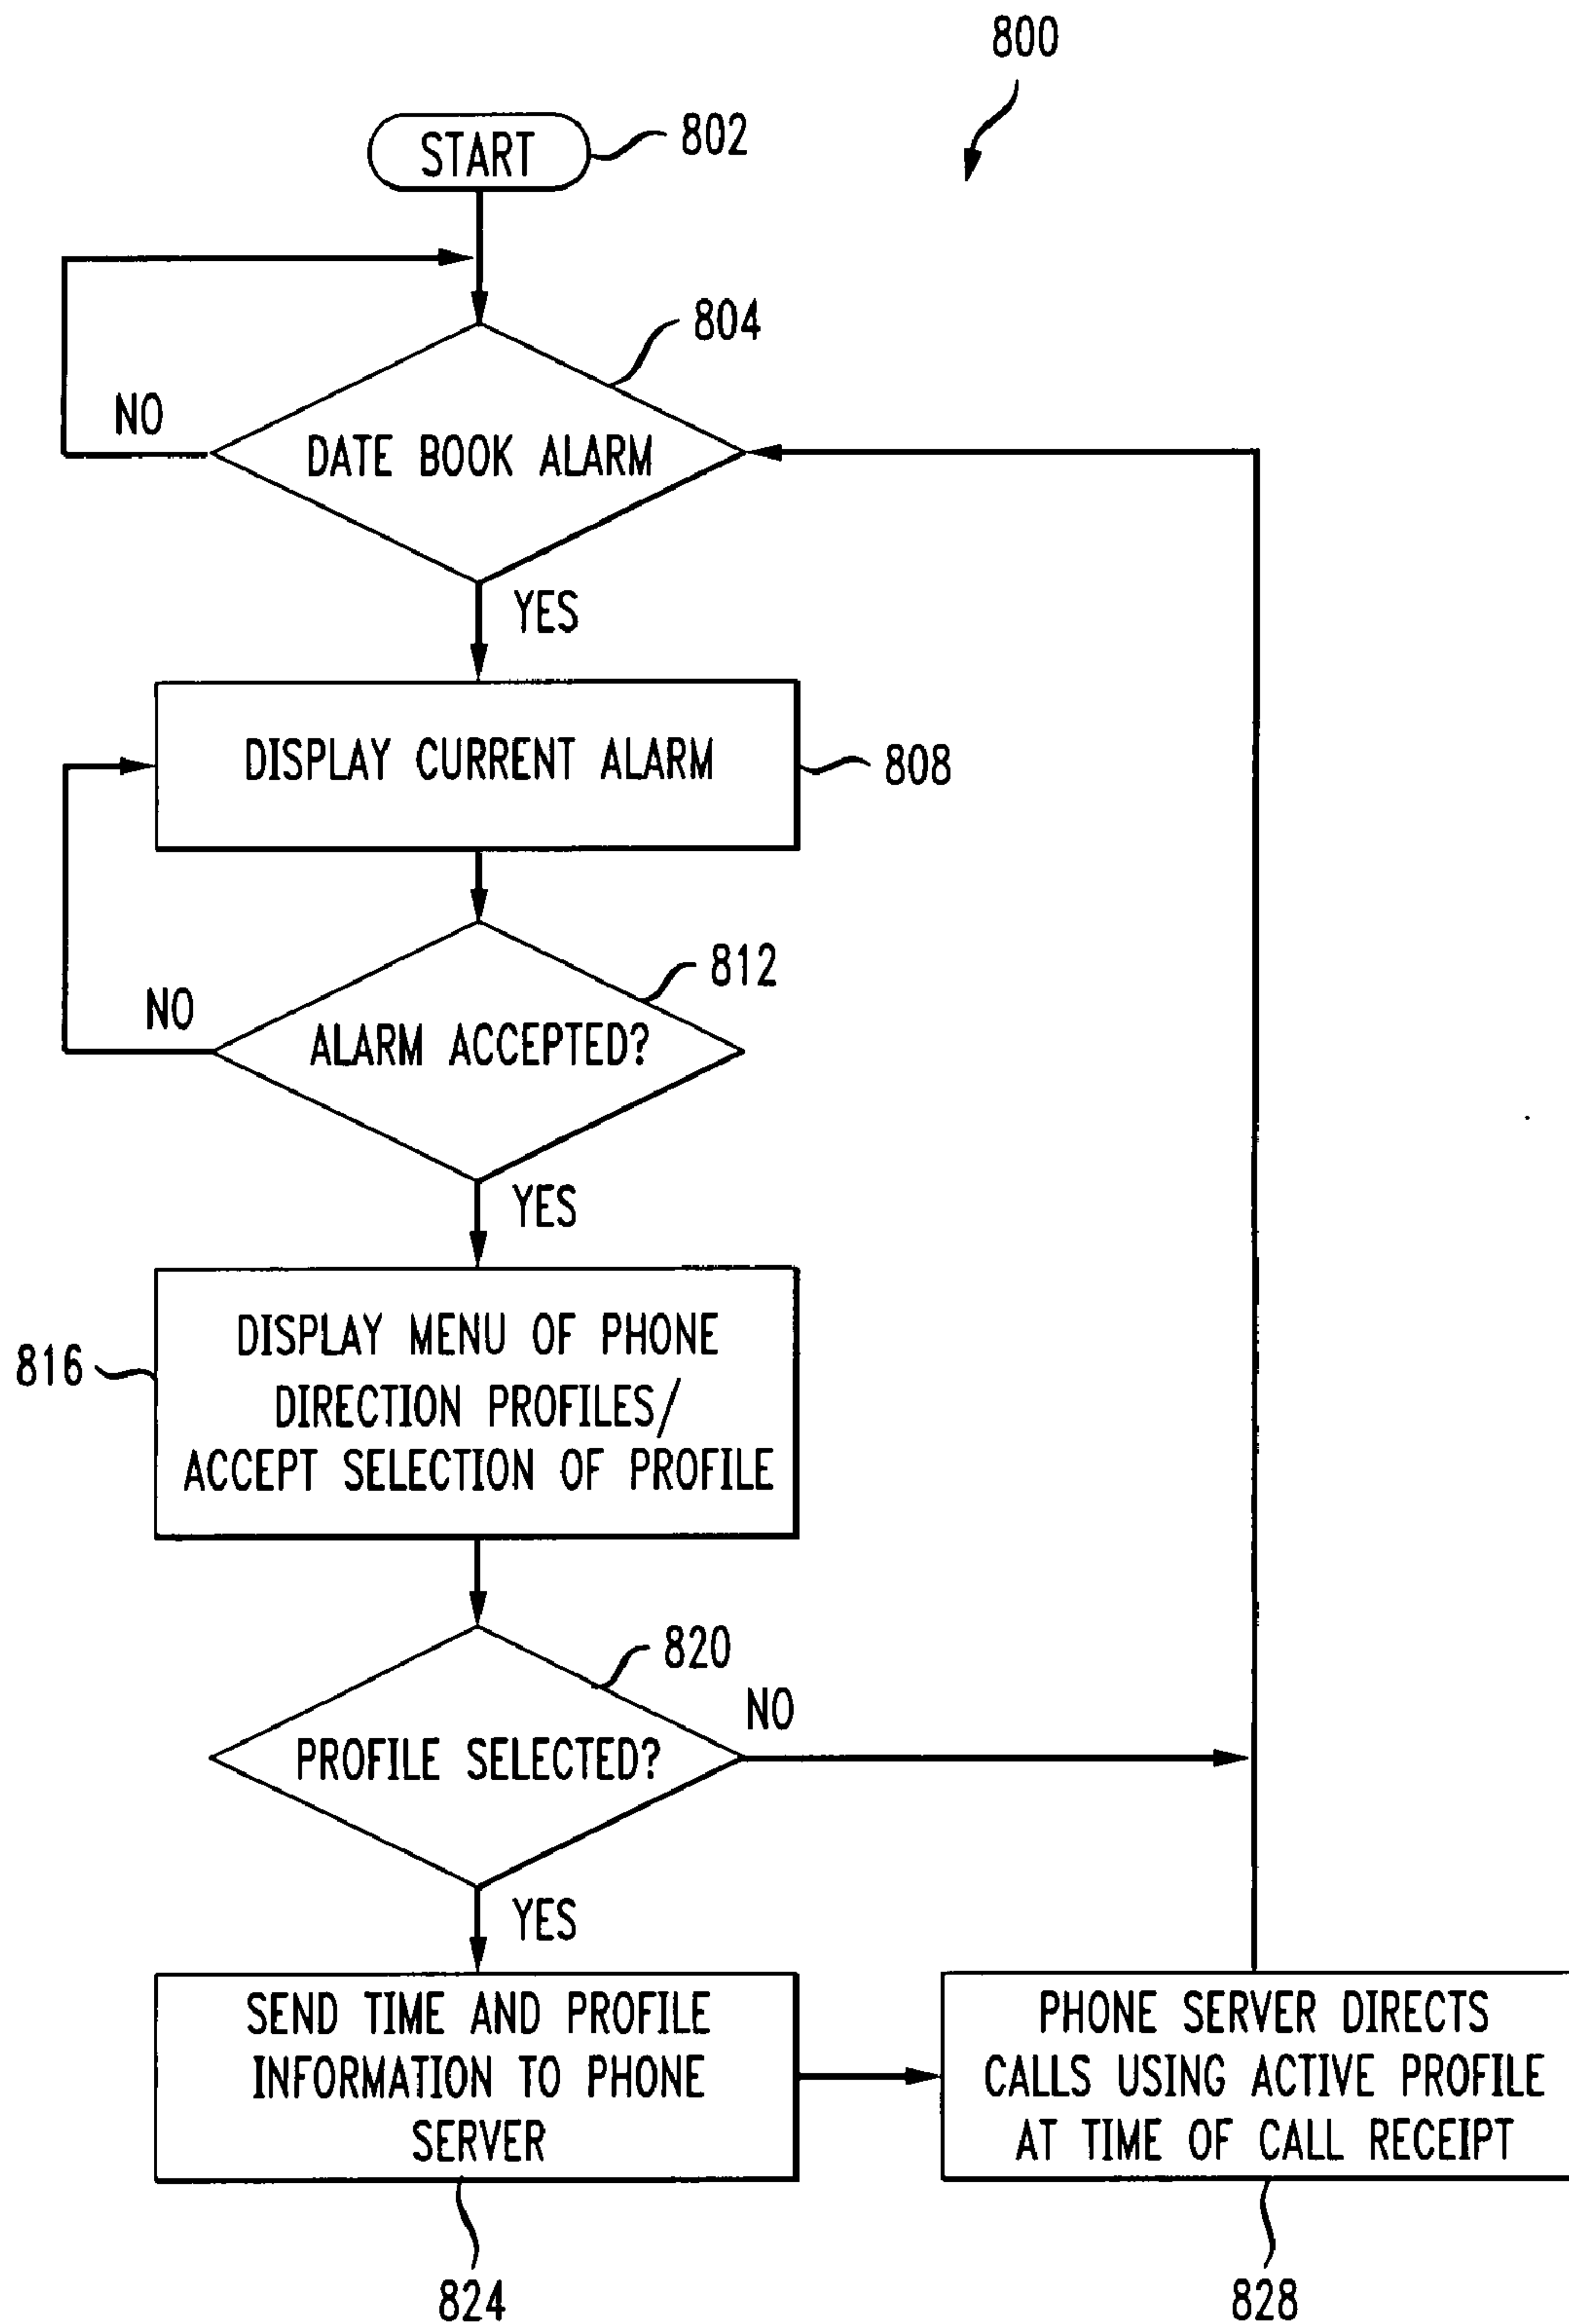 800
START
802
804
NO
DATE BOOK ALARM
YES
DISPLAY CURRENT ALARM
808
812
NO
ALARM ACCEPTED?
YES
816
DISPLAY MENU OF PHONE
DIRECTION PROFILES/
ACCEPT SELECTION OF PROFILE
820
NO
PROFILE SELECTED?
YES
SEND TIME AND PROFILE
INFORMATION TO PHONE
SERVER
PHONE SERVER DIRECTS
CALLS USING ACTIVE PROFILE
AT TIME OF CALL RECEIPT
824
828